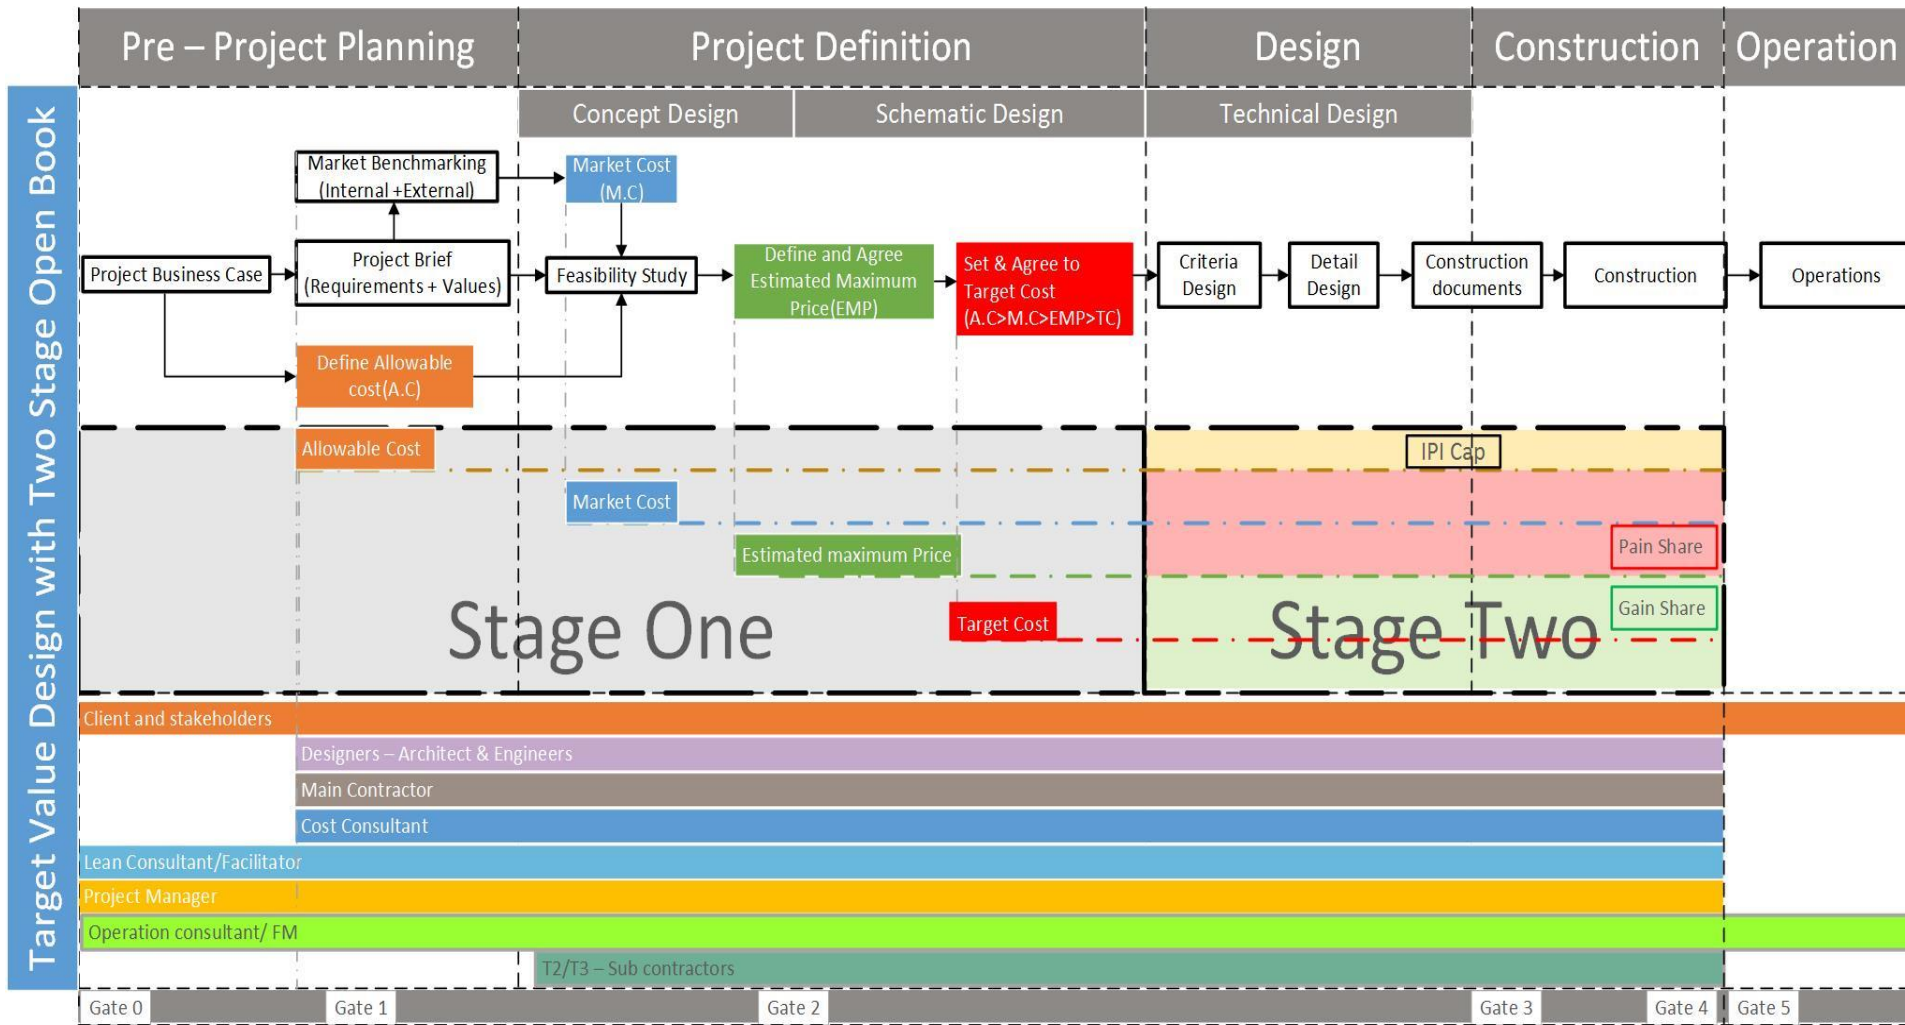 Pre – Project Planning
Project Definition
Design
Construction
Operation
Target Value Design with Two Stage Open Book
Concept Design
Schematic Design
Technical Design
Market Benchmarking
(Internal +External)
Market Cost
(M.C)
Project Business Case
Project Brief
(Requirements + Values)
Feasibility Study
Define and Agree
Estimated Maximum
Price(EMP)
Set & Agree to
Target Cost
(A.C>M.C>EMP>TC)
Criteria
Design
Detail
Design
Construction
documents
Construction
Operations
Define Allowable
cost(A.C)
Allowable Cost
IPI Cap
Market Cost
Estimated maximum Price
Pain Share
Gain Share
Target Cost
Stage One
Stage Two
Client and stakeholders
Designers – Architect & Engineers
Main Contractor
Cost Consultant
Lean Consultant/Facilitator
Project Manager
Operation consultant/ FM
T2/T3 – Sub contractors
Gate 0
Gate 1
Gate 2
Gate 3
Gate 4
Gate 5